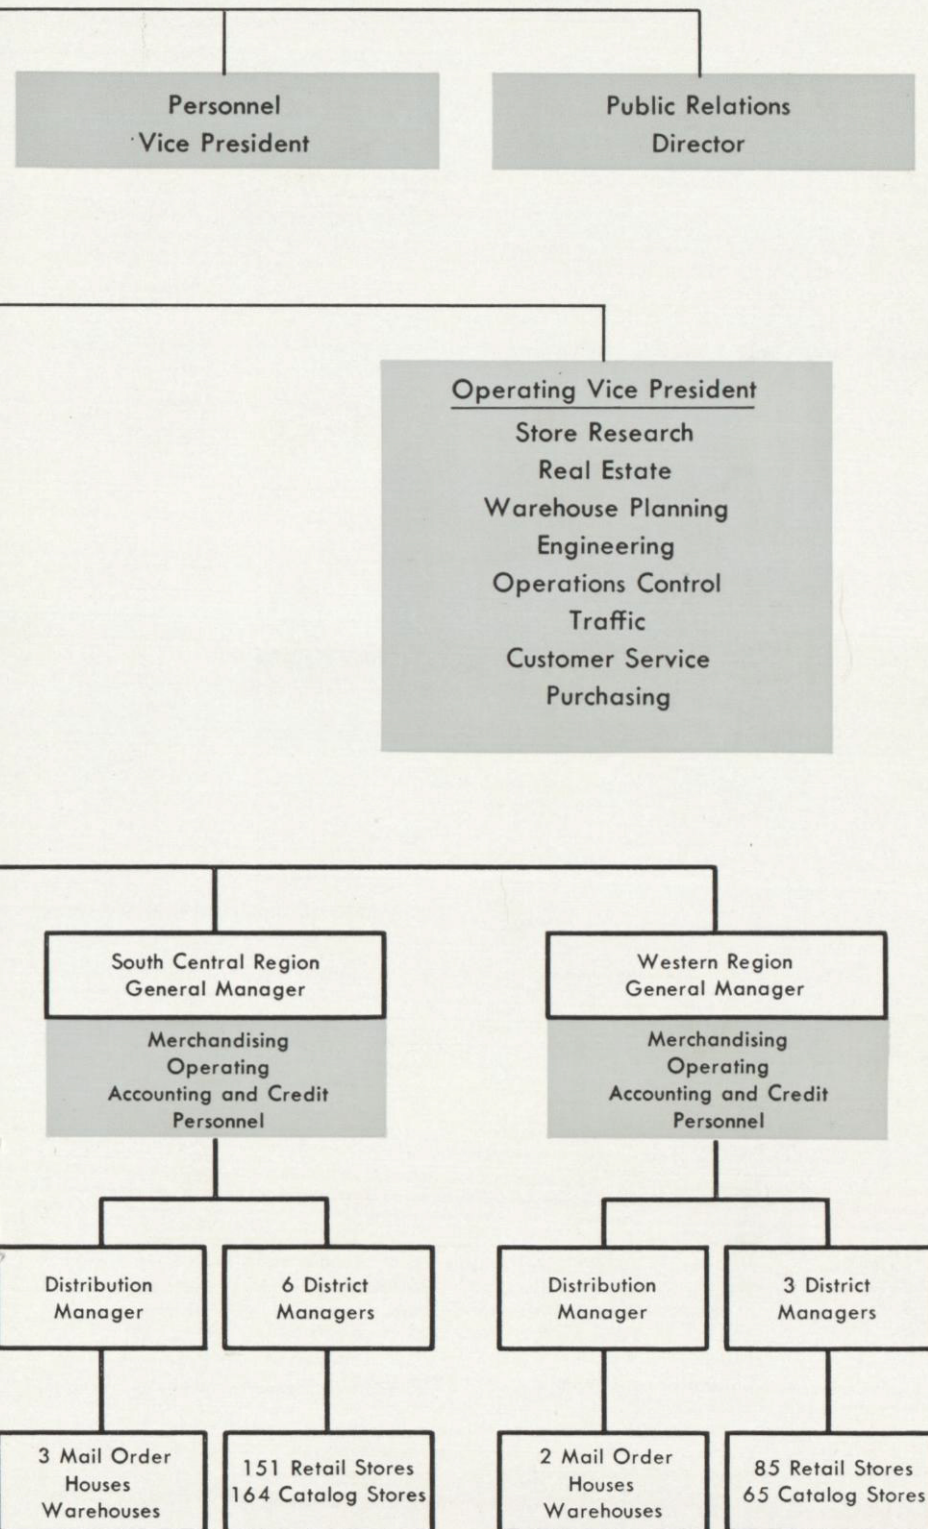 Personnel
Vice President
Public Relations
Director
Operating Vice President
Store Research
Real Estate
Warehouse Planning
Engineering
Operations Control
Traffic
Customer Service
Purchasing
South Central Region
General Manager
Merchandising
Operating
Accounting and Credit
Personnel
Western Region
General Manager
Merchandising
Operating
Accounting and Credit
Personnel
Distribution
Manager
6 District
Managers
Distribution
Manager
3 District
Managers
3 Mail Order
Houses
Warehouses
151 Retail Stores
164 Catalog Stores
2 Mail Order
Houses
Warehouses
85 Retail Stores
65 Catalog Stores